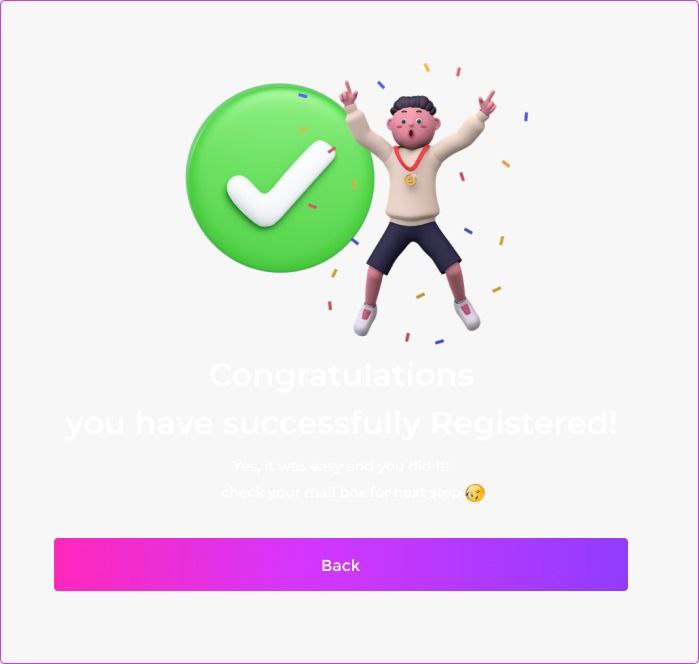 Congratulations
you have successfully Registered!
Yes, it was easy and you did it!
check your mail box for next step
Back